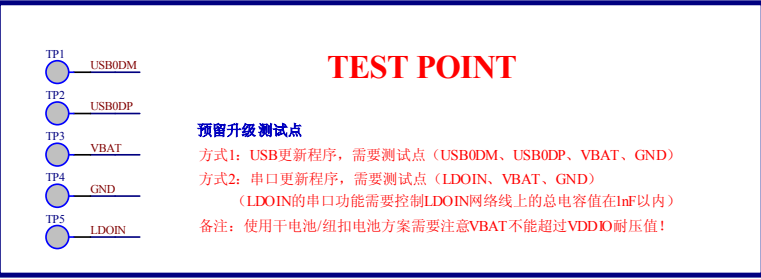 TEST POINT
TP1
USB0DM
TP2
USB0DP
TP3
VBAT
TP4
GND
TP5
LDOIN
预留升级测试点
方式1：USB更新程序，需要测试点（USB0DM、USB0DP、VBAT、GND）
方式2：串口更新程序，需要测试点（LDOIN、VBAT、GND）
（LDOIN的串口功能需要控制LDOIN网络线上的总电容值在1nF以内）
备注：使用干电池/纽扣电池方案需要注意VBAT不能超过VDDIO耐压值！